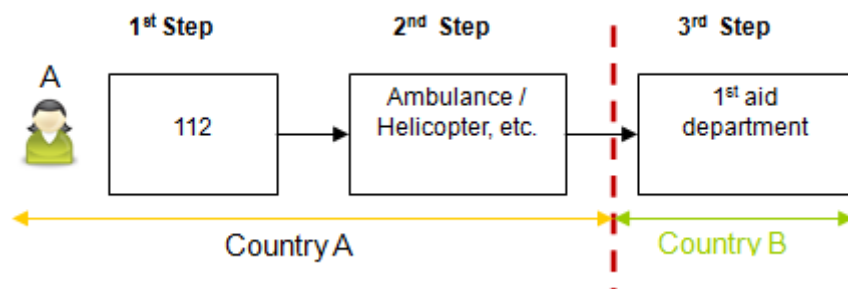 1st Step
2nd Step
3rd Step
A
112
Ambulance /
Helicopter, etc.
1st aid
department
Country A
Country B